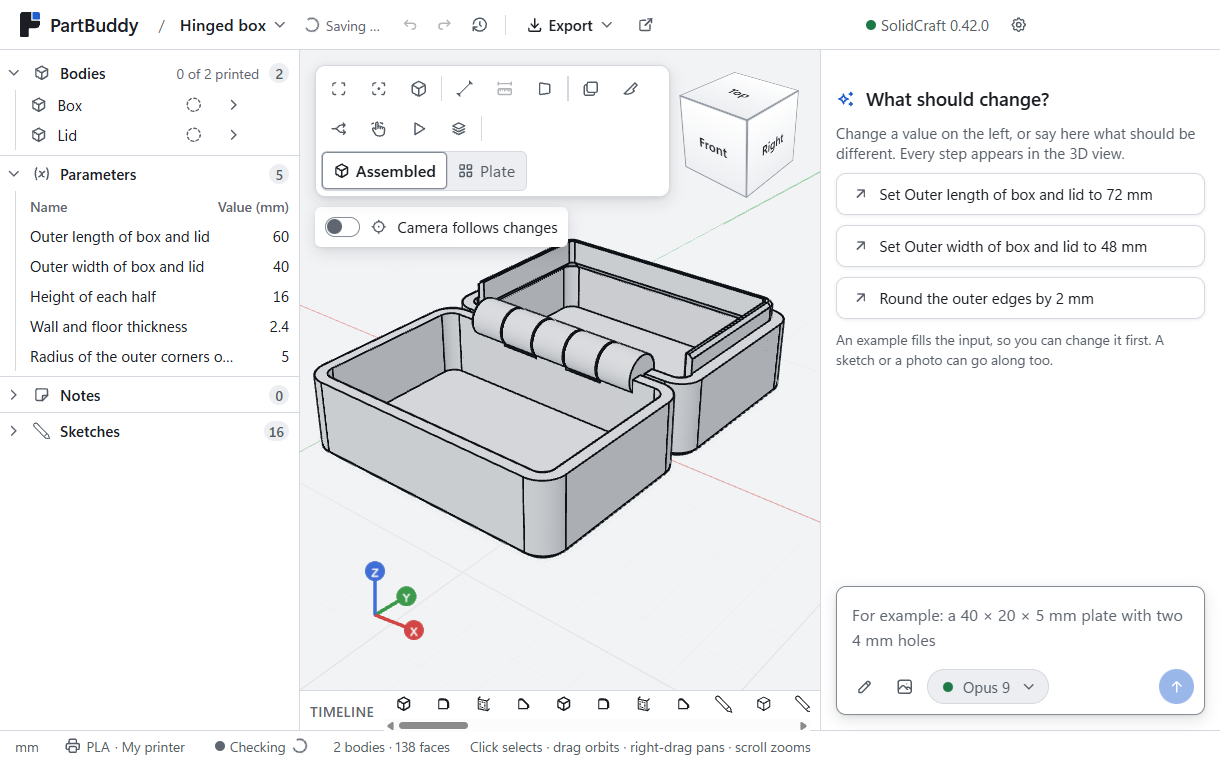 PartBuddy / Hinged box Saving ... Export SolidCraft 0.42.0
Bodies 0 of 2 printed 2
Box
Lid
(x) Parameters 5
Name Value (mm)
Outer length of box and lid 60
Outer width of box and lid 40
Height of each half 16
Wall and floor thickness 2.4
Radius of the outer corners o... 5
Notes 0
Sketches 16
Assembled Plate
Camera follows changes
Top
Front
Right
Z
Y
X
TIMELINE
What should change?
Change a value on the left, or say here what should be
different. Every step appears in the 3D view.
Set Outer length of box and lid to 72 mm
Set Outer width of box and lid to 48 mm
Round the outer edges by 2 mm
An example fills the input, so you can change it first. A
sketch or a photo can go along too.
For example: a 40 × 20 × 5 mm plate with two
4 mm holes
Opus 9
mm PLA · My printer Checking 2 bodies · 138 faces Click selects · drag orbits · right-drag pans · scroll zooms